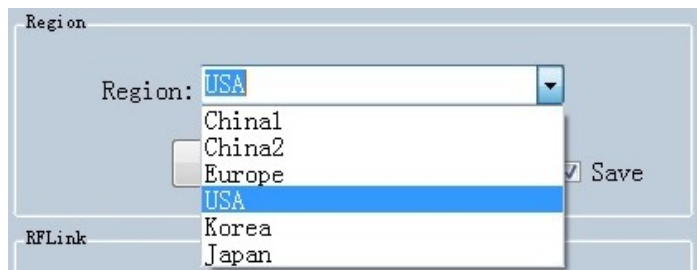 Region
Region: USA
China1
China2
Europe
Save
USA
Korea
RFLink
Japan